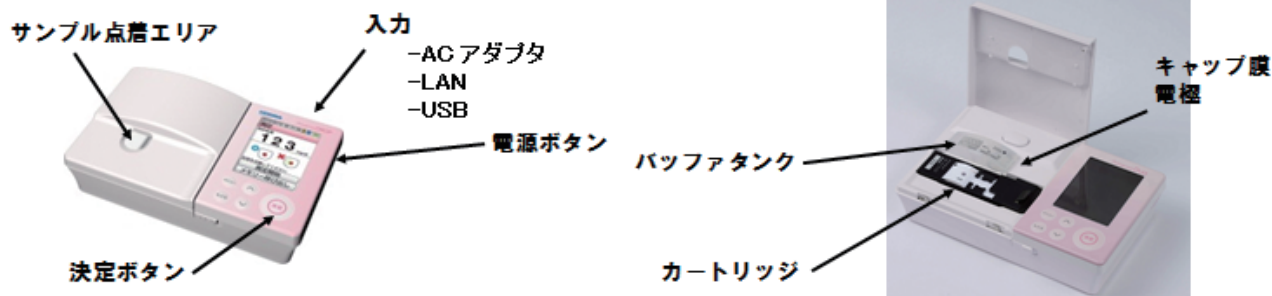 サンプル点着エリア
入力
-ACアダプタ
-LAN
-USB
123
電源ボタン
決定ボタン
キャップ膜
電極
バッファタンク
カートリッジ